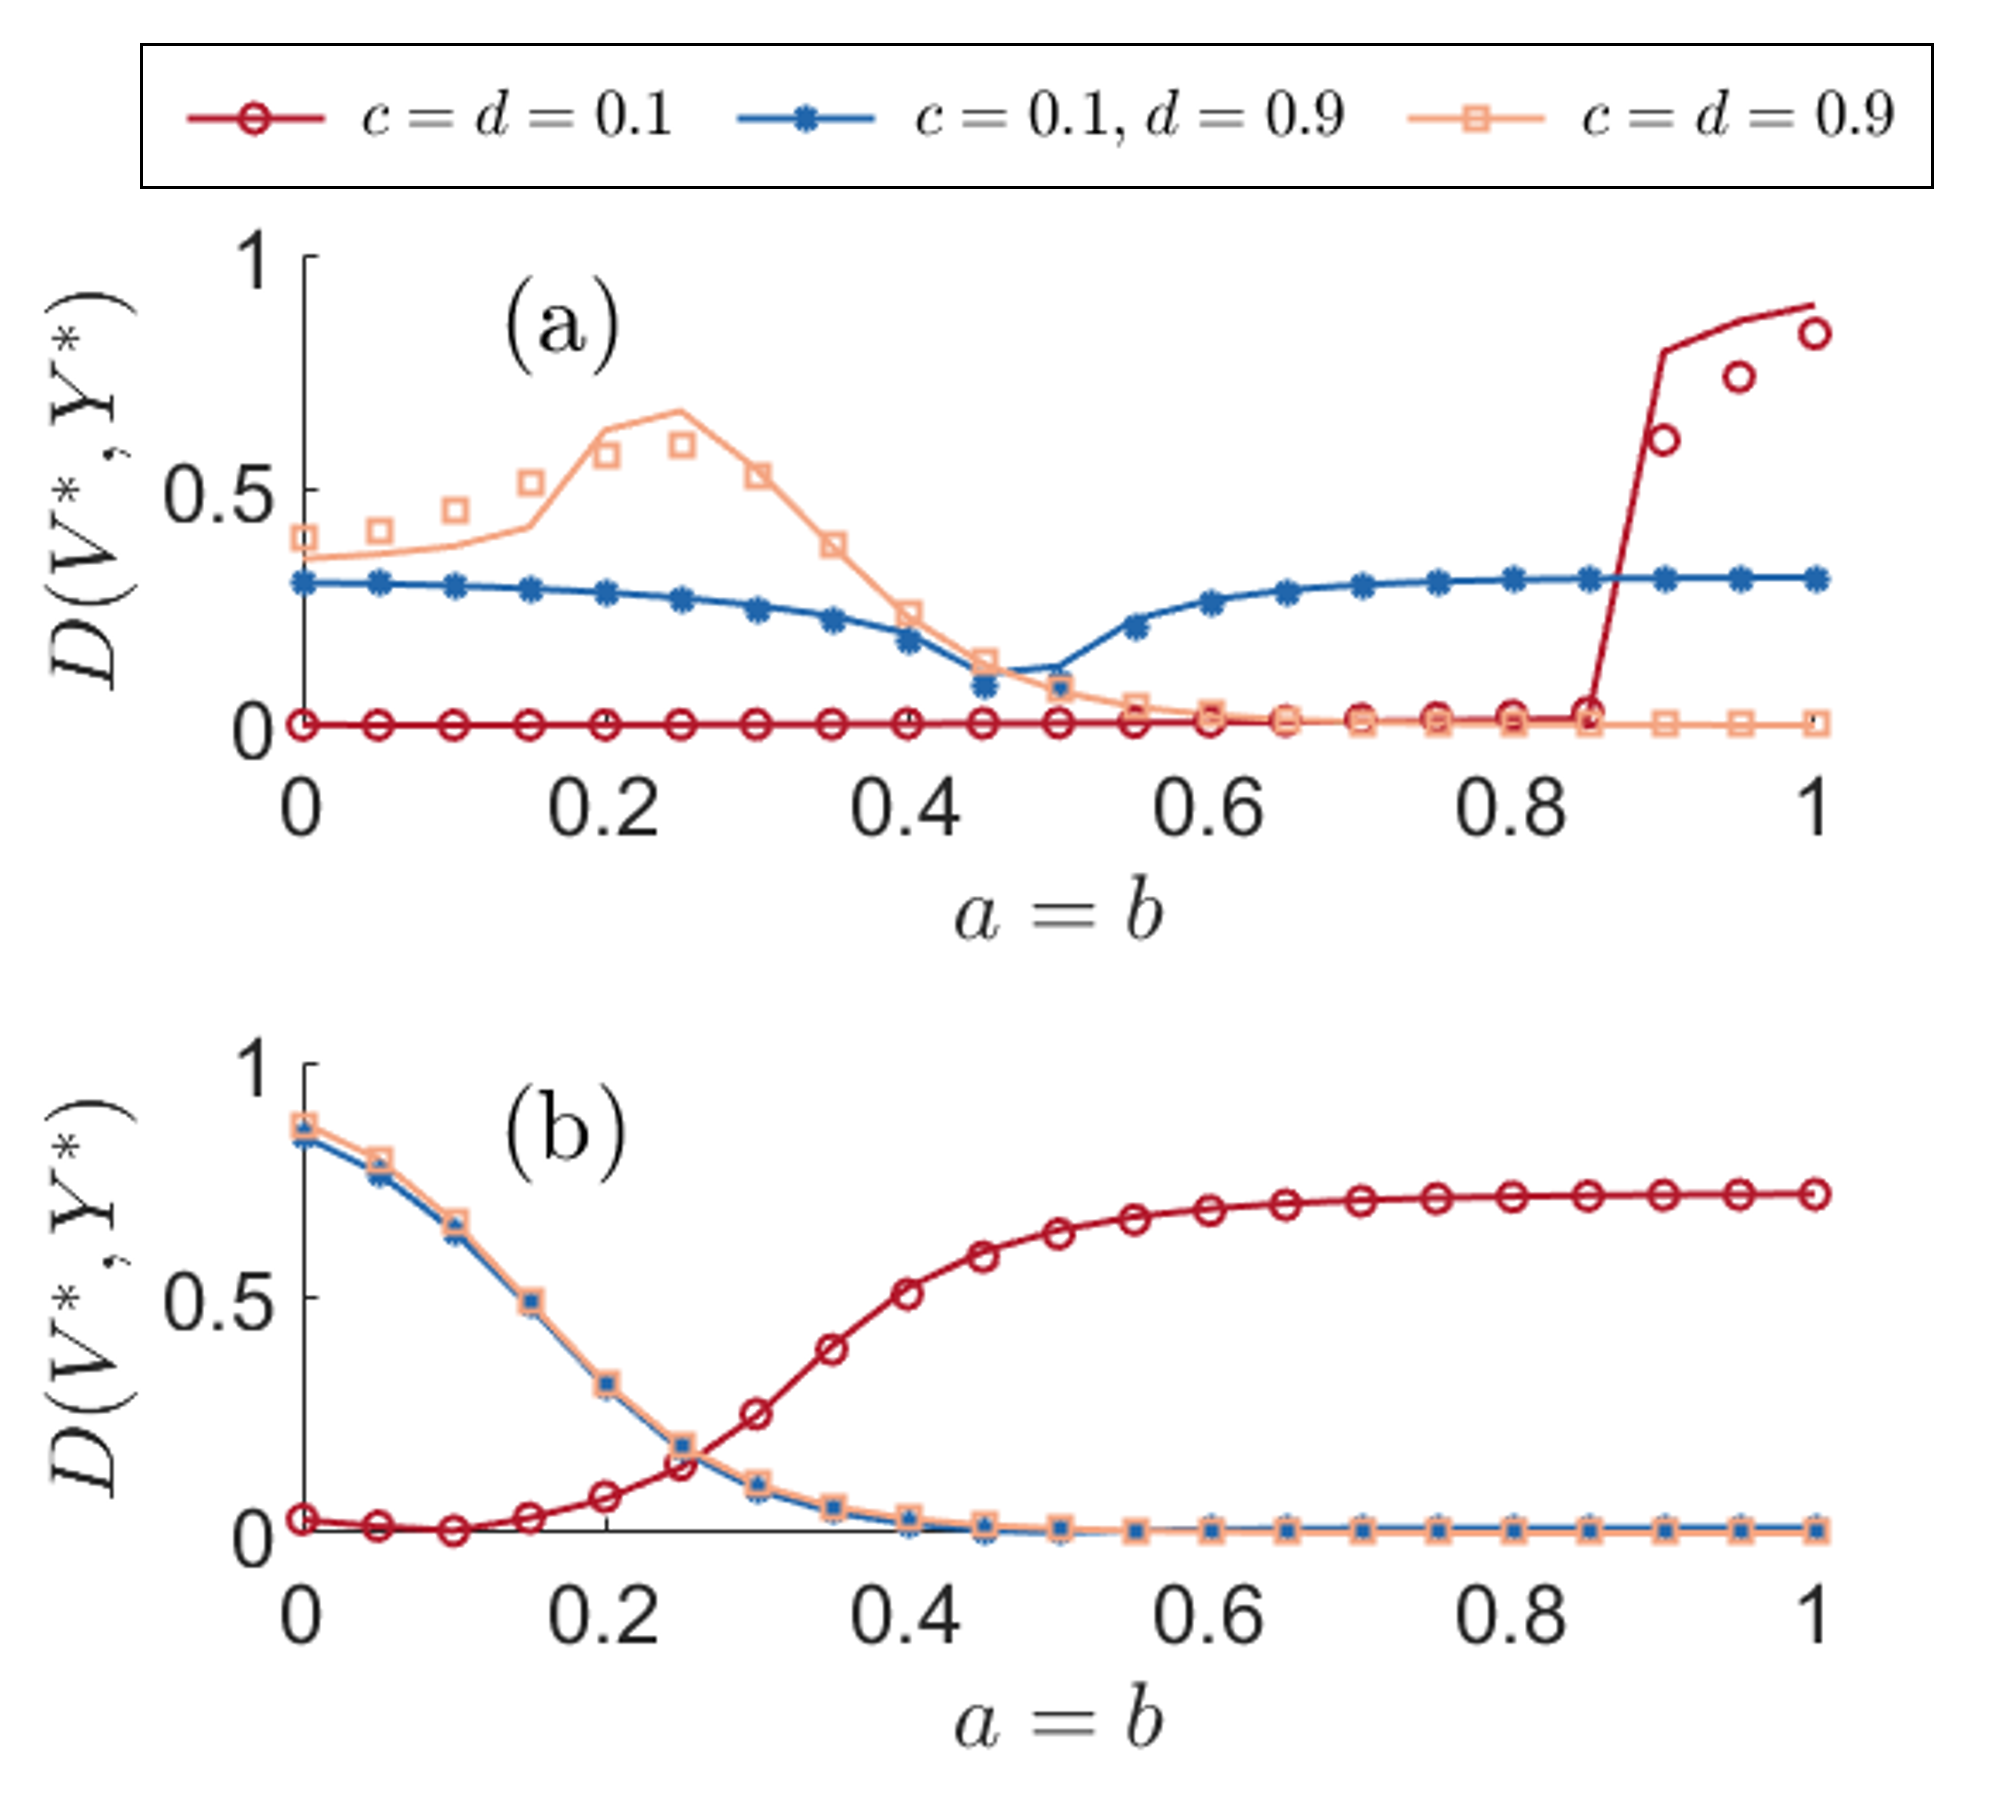 c = d = 0.1 c = 0.1, d = 0.9 c = d = 0.9
(a)
D(V*, Y*)
1
0.5
0
0 0.2 0.4 0.6 0.8 1
a = b
(b)
D(V*, Y*)
1
0.5
0
0 0.2 0.4 0.6 0.8 1
a = b